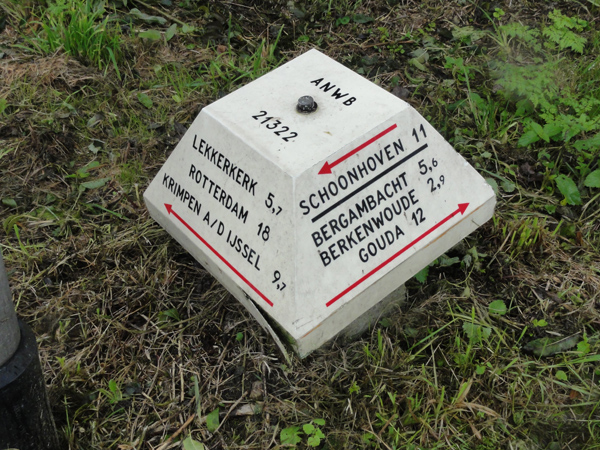 ANWB
21322
LEKKERKERK 5,7
ROTTERDAM 18
KRIMPEN A/D IJSSEL 9,7
SCHOONHOVEN 11
BERGAMBACHT 5,6
BERKENWOUDE 2,9
GOUDA 12